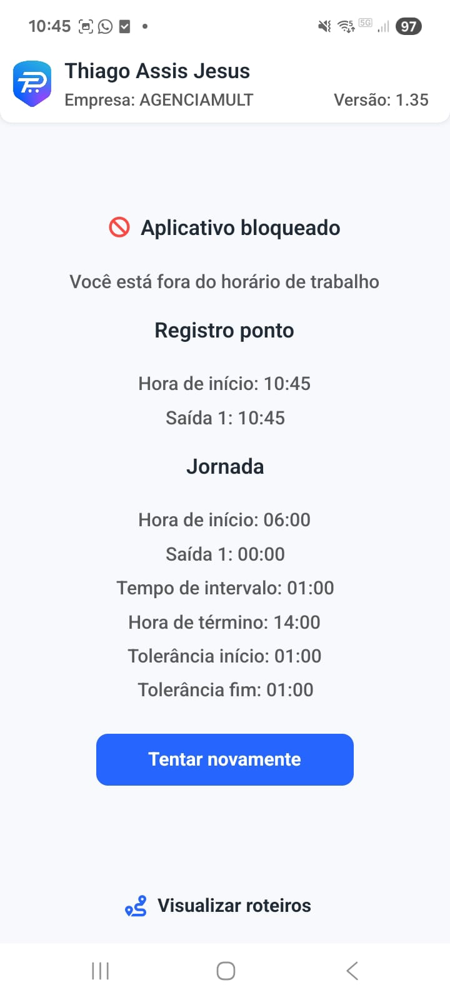 10:45
5G
97
Thiago Assis Jesus
Empresa: AGENCIAMULT
Versão: 1.35
Aplicativo bloqueado
Você está fora do horário de trabalho
Registro ponto
Hora de início: 10:45
Saída 1: 10:45
Jornada
Hora de início: 06:00
Saída 1: 00:00
Tempo de intervalo: 01:00
Hora de término: 14:00
Tolerância início: 01:00
Tolerância fim: 01:00
Tentar novamente
Visualizar roteiros